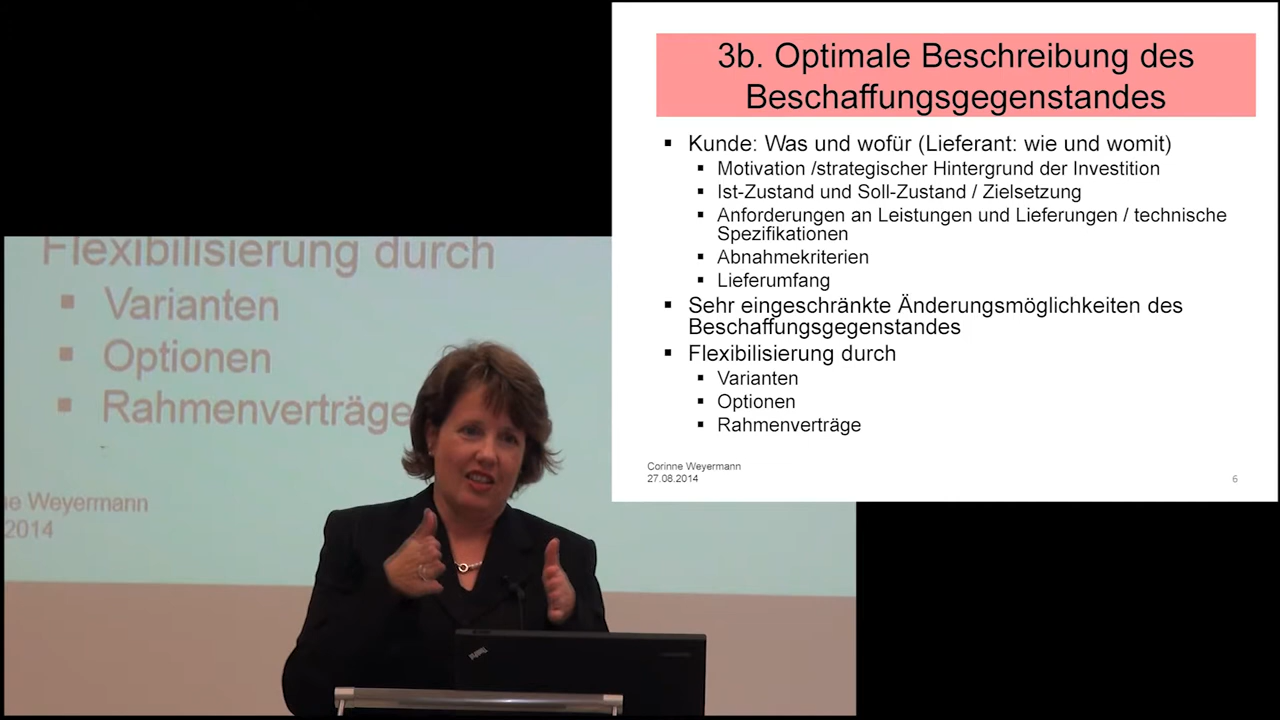 3b. Optimale Beschreibung des
Beschaffungsgegenstandes
Kunde: Was und wofür (Lieferant: wie und womit)
Motivation /strategischer Hintergrund der Investition
Ist-Zustand und Soll-Zustand / Zielsetzung
Anforderungen an Leistungen und Lieferungen / technische
Spezifikationen
Abnahmekriterien
Lieferumfang
Sehr eingeschränkte Änderungsmöglichkeiten des
Beschaffungsgegenstandes
Flexibilisierung durch
Varianten
Optionen
Rahmenverträge
Corinne Weyermann
27.08.2014
6
Flexibilisierung durch
Varianten
Optionen
Rahmenverträge
Weyermann
2014
ThinkPad